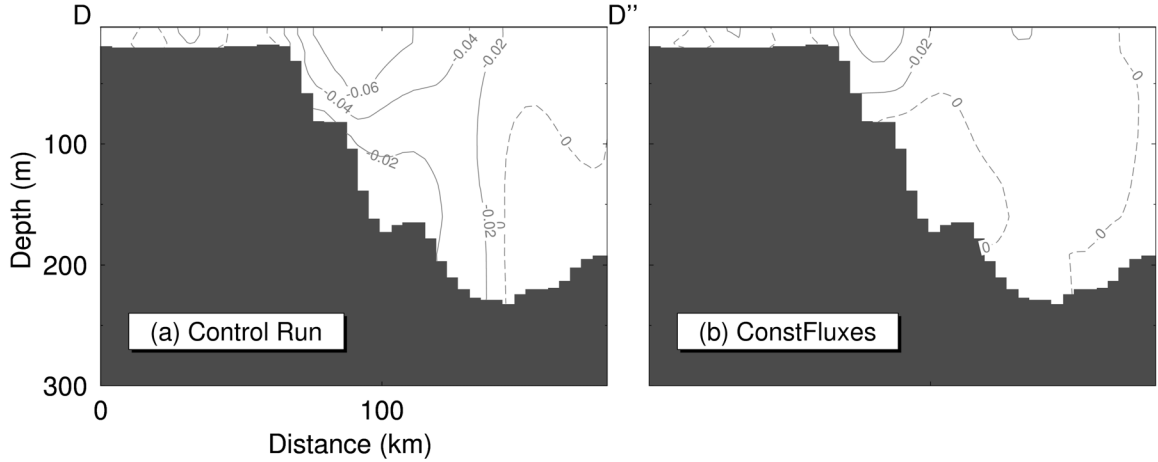 D D’’
-0.04 -0.02 -0.02 0
-0.06
-0.04
0
100 -0.02 0
Depth (m)
-0.02 0 0
200 0
(a) Control Run (b) ConstFluxes
300
0 100
Distance (km)